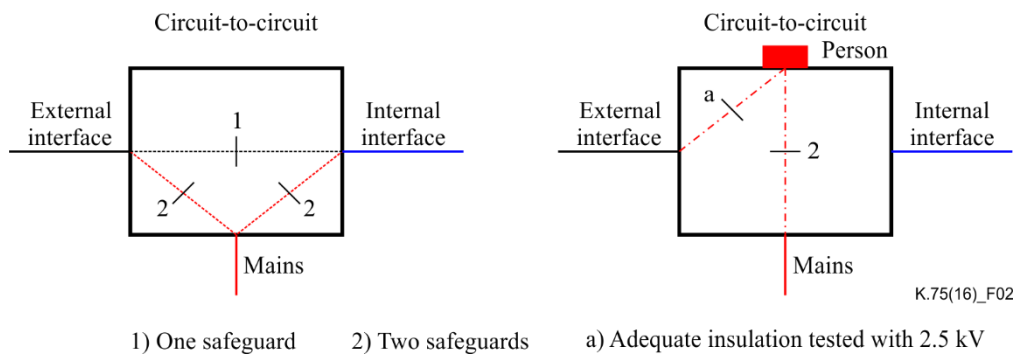 Circuit-to-circuit
External
interface
1
Internal
interface
2
2
Mains
Circuit-to-circuit
Person
External
interface
a
2
Internal
interface
Mains
K.75(16)_F02
1) One safeguard
2) Two safeguards
a) Adequate insulation tested with 2.5 kV